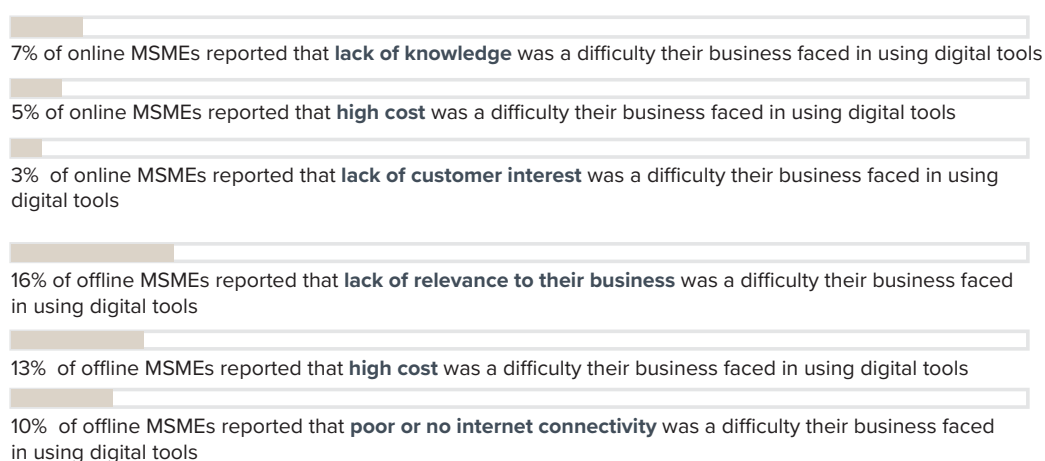 7% of online MSMEs reported that lack of knowledge was a difficulty their business faced in using digital tools
5% of online MSMEs reported that high cost was a difficulty their business faced in using digital tools
3% of online MSMEs reported that lack of customer interest was a difficulty their business faced in using
digital tools
16% of offline MSMEs reported that lack of relevance to their business was a difficulty their business faced
in using digital tools
13% of offline MSMEs reported that high cost was a difficulty their business faced in using digital tools
10% of offline MSMEs reported that poor or no internet connectivity was a difficulty their business faced
in using digital tools